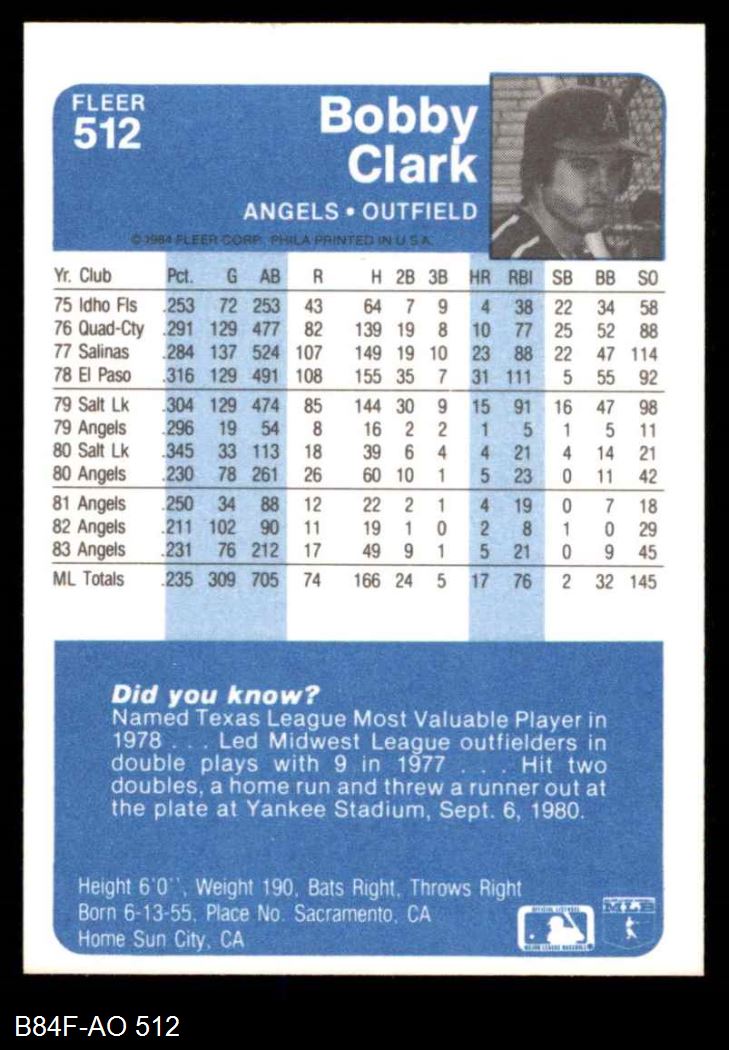 FLEER
512
Bobby
Clark
ANGELS • OUTFIELD
© 1984 FLEER CORP. PHILA PRINTED IN U.S.A.
Yr. Club Pct. G AB R H 2B 3B HR RBI SB BB SO
75 Idho Fls .253 72 253 43 64 7 9 4 38 22 34 58
76 Quad-Cty .291 129 477 82 139 19 8 10 77 25 52 88
77 Salinas .284 137 524 107 149 19 10 23 88 22 47 114
78 El Paso .316 129 491 108 155 35 7 31 111 5 55 92
79 Salt Lk .304 129 474 85 144 30 9 15 91 16 47 98
79 Angels .296 19 54 8 16 2 2 1 5 1 5 11
80 Salt Lk .345 33 113 18 39 6 4 4 21 4 14 21
80 Angels .230 78 261 26 60 10 1 5 23 0 11 42
81 Angels .250 34 88 12 22 2 1 4 19 0 7 18
82 Angels .211 102 90 11 19 1 0 2 8 1 0 29
83 Angels .231 76 212 17 49 9 1 5 21 0 9 45
ML Totals .235 309 705 74 166 24 5 17 76 2 32 145
Did you know?
Named Texas League Most Valuable Player in
1978 . . . Led Midwest League outfielders in
double plays with 9 in 1977 . . . Hit two
doubles, a home run and threw a runner out at
the plate at Yankee Stadium, Sept. 6, 1980.
Height 6'0'', Weight 190, Bats Right, Throws Right
Born 6-13-55, Place No. Sacramento, CA
Home Sun City, CA
OFFICIAL LICENSEE
MAJOR LEAGUE BASEBALL
B84F-AO 512